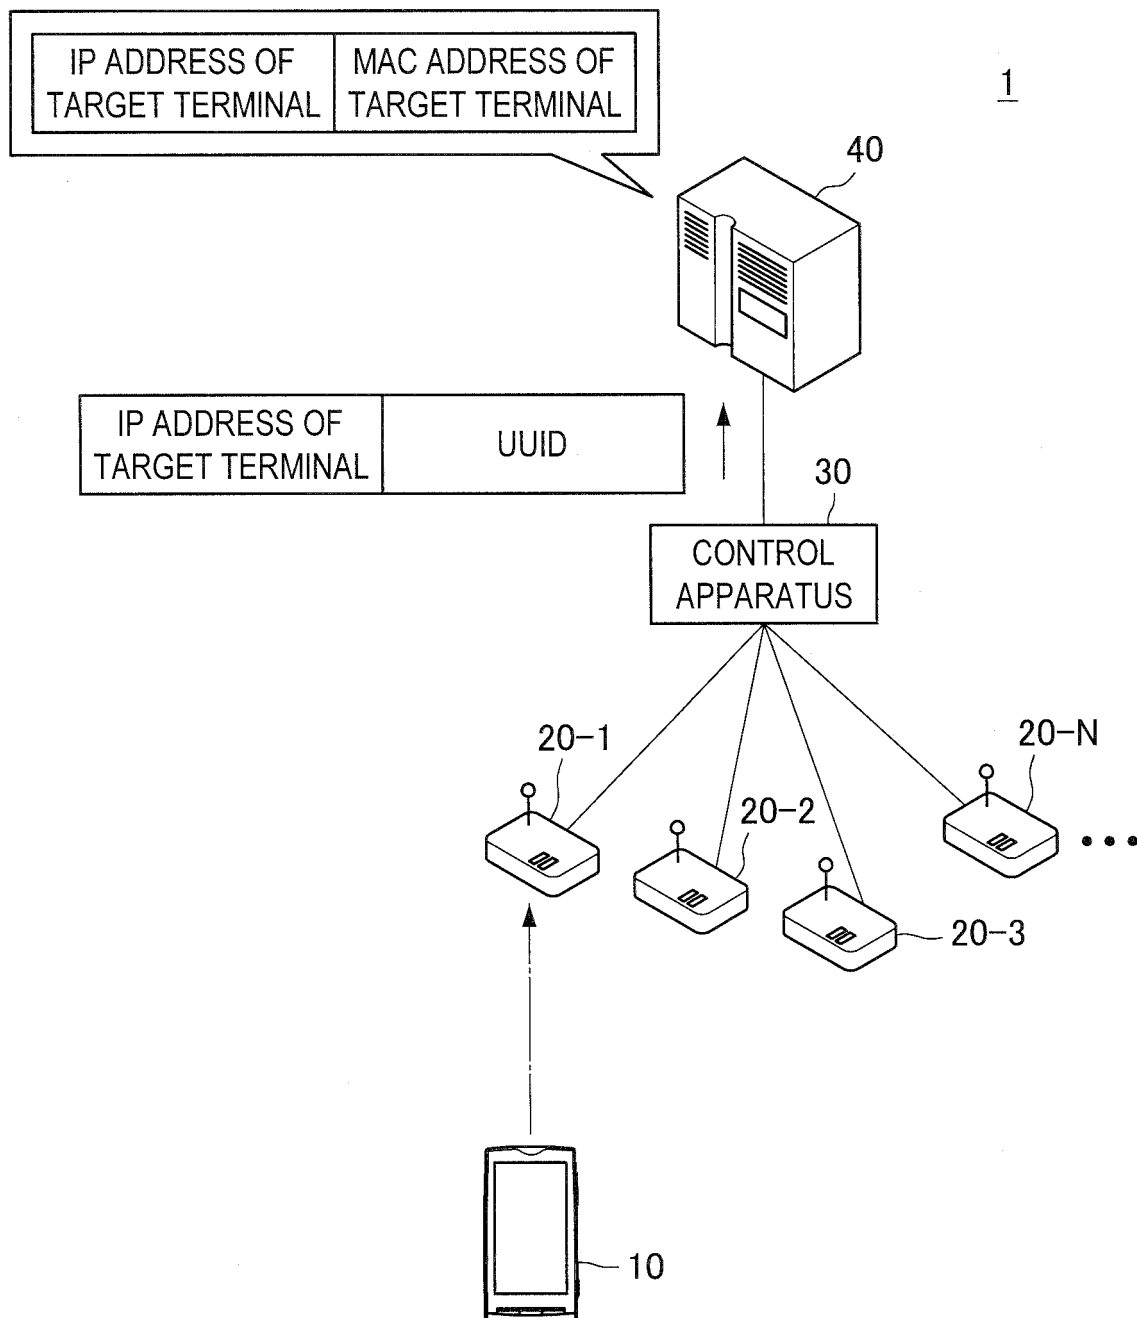 IP ADDRESS OF
TARGET TERMINAL
MAC ADDRESS OF
TARGET TERMINAL
1
40
IP ADDRESS OF
TARGET TERMINAL
UUID
30
CONTROL
APPARATUS
20-1
20-2
20-3
20-N
10